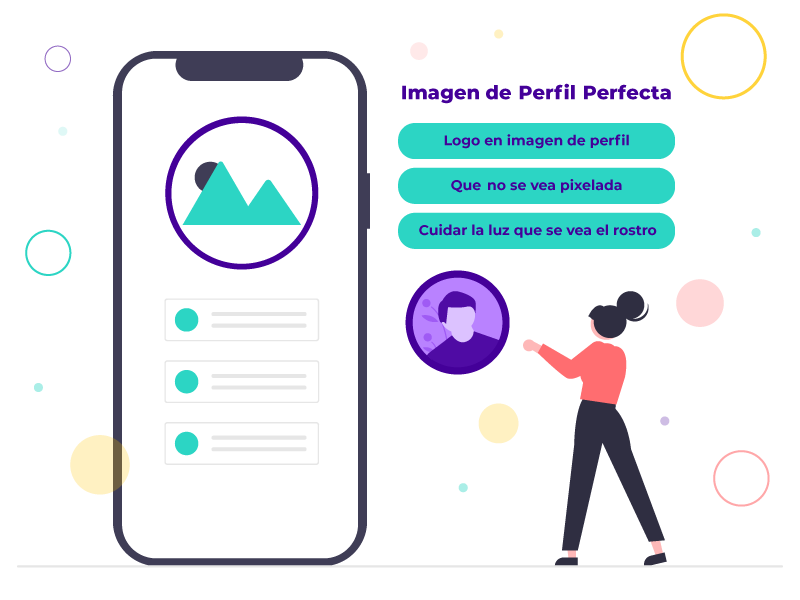 Imagen de Perfil Perfecta
Logo en imagen de perfil
Que no se vea pixelada
Cuidar la luz que se vea el rostro